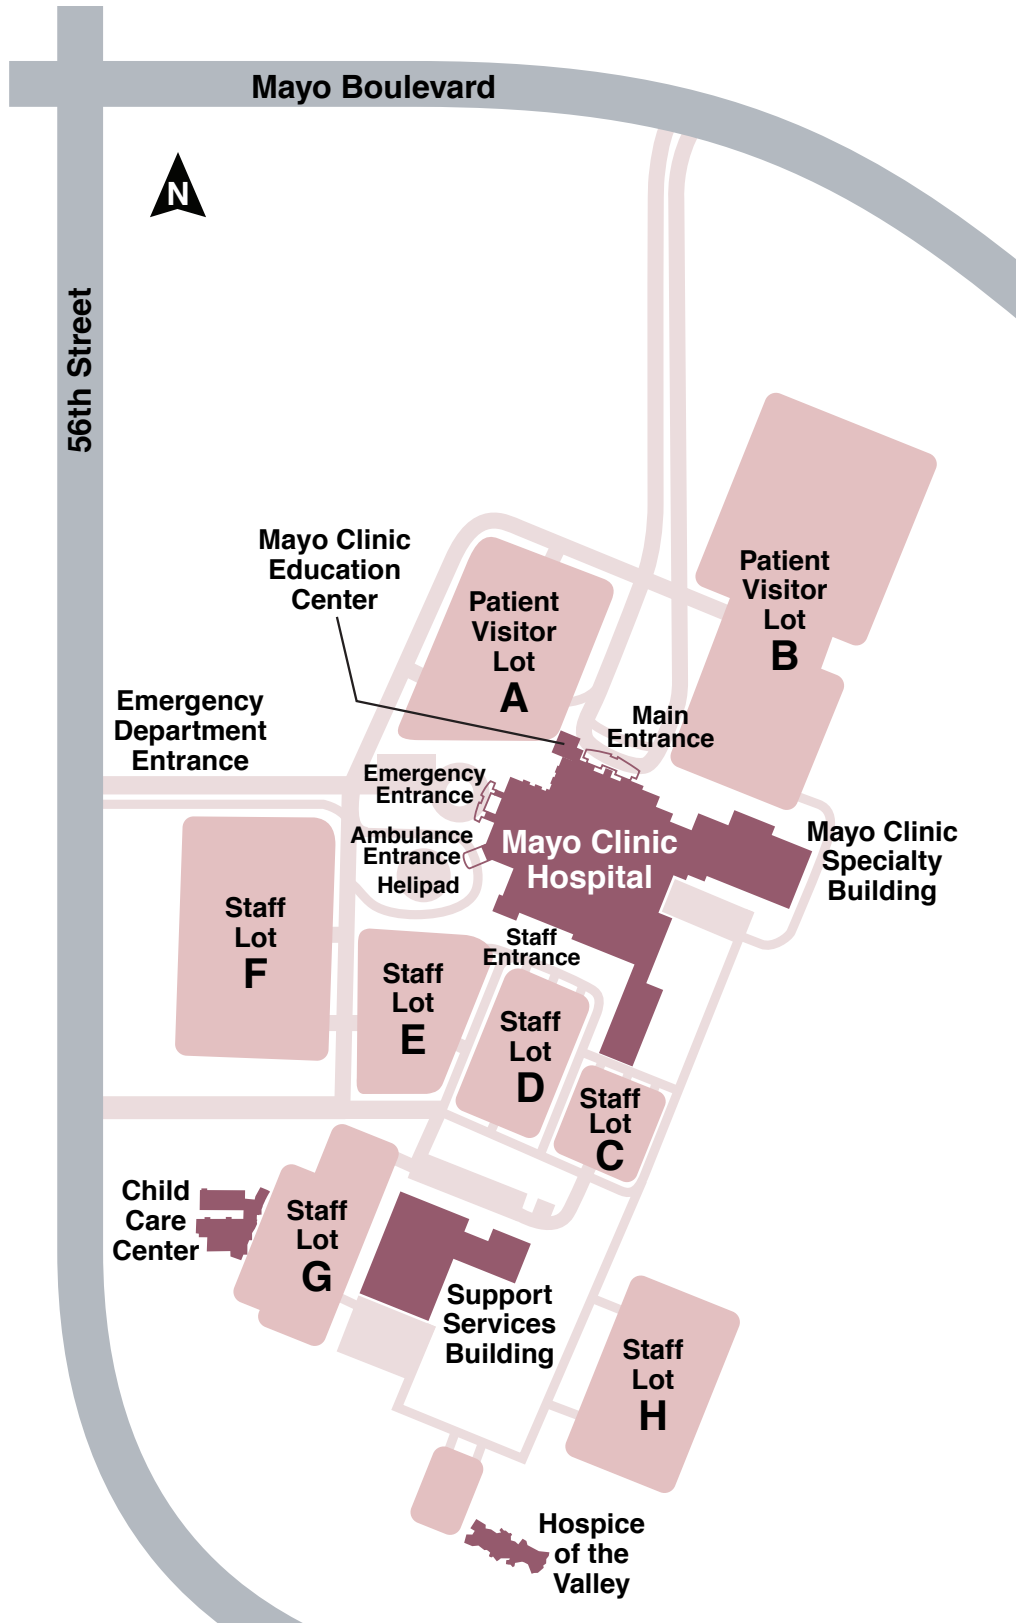 Mayo Boulevard
N
56th Street
Mayo Clinic
Education
Center
Patient
Visitor
Lot
A
Patient
Visitor
Lot
B
Emergency
Department
Entrance
Main
Entrance
Emergency
Entrance
Ambulance
Entrance
Helipad
Mayo Clinic
Hospital
Mayo Clinic
Specialty
Building
Staff
Entrance
Staff
Lot
F
Staff
Lot
E
Staff
Lot
D
Staff
Lot
C
Child
Care
Center
Staff
Lot
G
Support
Services
Building
Staff
Lot
H
Hospice
of the
Valley